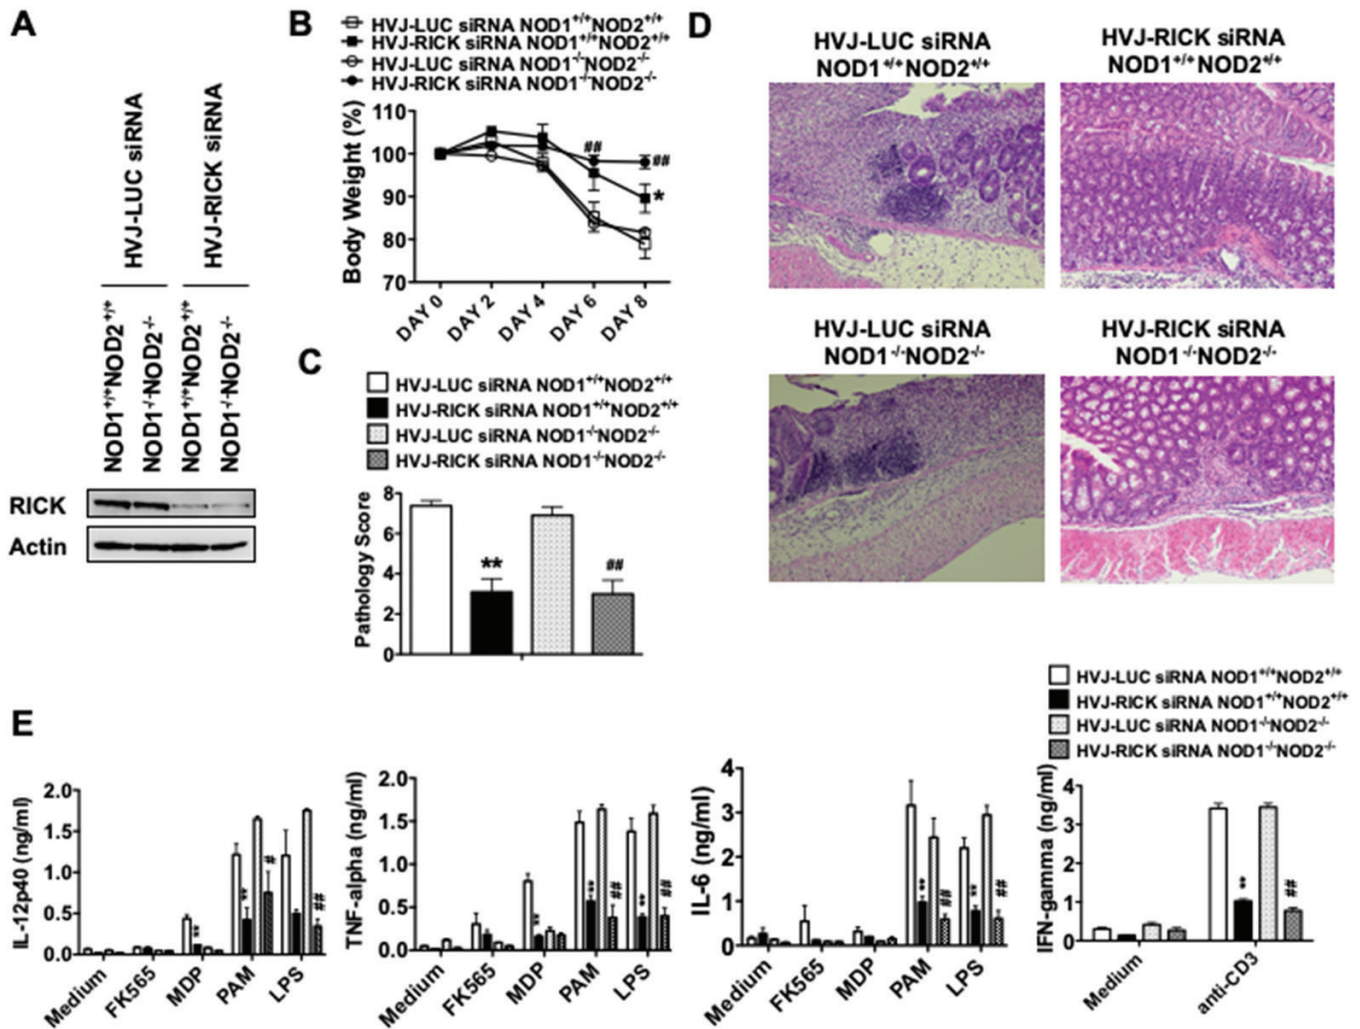 A
HVJ-LUC siRNA
HVJ-RICK siRNA
NOD1+/+NOD2+/+
NOD1-/-NOD2-/-
NOD1+/+NOD2+/+
NOD1-/-NOD2-/-
RICK
Actin
B
HVJ-LUC siRNA NOD1+/+NOD2+/+
HVJ-RICK siRNA NOD1+/+NOD2+/+
HVJ-LUC siRNA NOD1-/-NOD2-/-
HVJ-RICK siRNA NOD1-/-NOD2-/-
Body Weight (%)
110
100
90
80
70
##
##
*
DAY 0
DAY 2
DAY 4
DAY 6
DAY 8
C
HVJ-LUC siRNA NOD1+/+NOD2+/+
HVJ-RICK siRNA NOD1+/+NOD2+/+
HVJ-LUC siRNA NOD1-/-NOD2-/-
HVJ-RICK siRNA NOD1-/-NOD2-/-
Pathology Score
8
6
4
2
0
**
##
D
HVJ-LUC siRNA
NOD1+/+NOD2+/+
HVJ-RICK siRNA
NOD1+/+NOD2+/+
HVJ-LUC siRNA
NOD1-/-NOD2-/-
HVJ-RICK siRNA
NOD1-/-NOD2-/-
E
IL-12p40 (ng/ml)
2.0
1.5
1.0
0.5
0.0
**
**
#
##
Medium
FK565
MDP
PAM
LPS
TNF-alpha (ng/ml)
2.0
1.5
1.0
0.5
0.0
**
**
##
**
##
Medium
FK565
MDP
PAM
LPS
IL-6 (ng/ml)
4
3
2
1
0
**
##
**
##
Medium
FK565
MDP
PAM
LPS
HVJ-LUC siRNA NOD1+/+NOD2+/+
HVJ-RICK siRNA NOD1+/+NOD2+/+
HVJ-LUC siRNA NOD1-/-NOD2-/-
HVJ-RICK siRNA NOD1-/-NOD2-/-
IFN-gamma (ng/ml)
4
3
2
1
0
**
##
Medium
anti-CD3